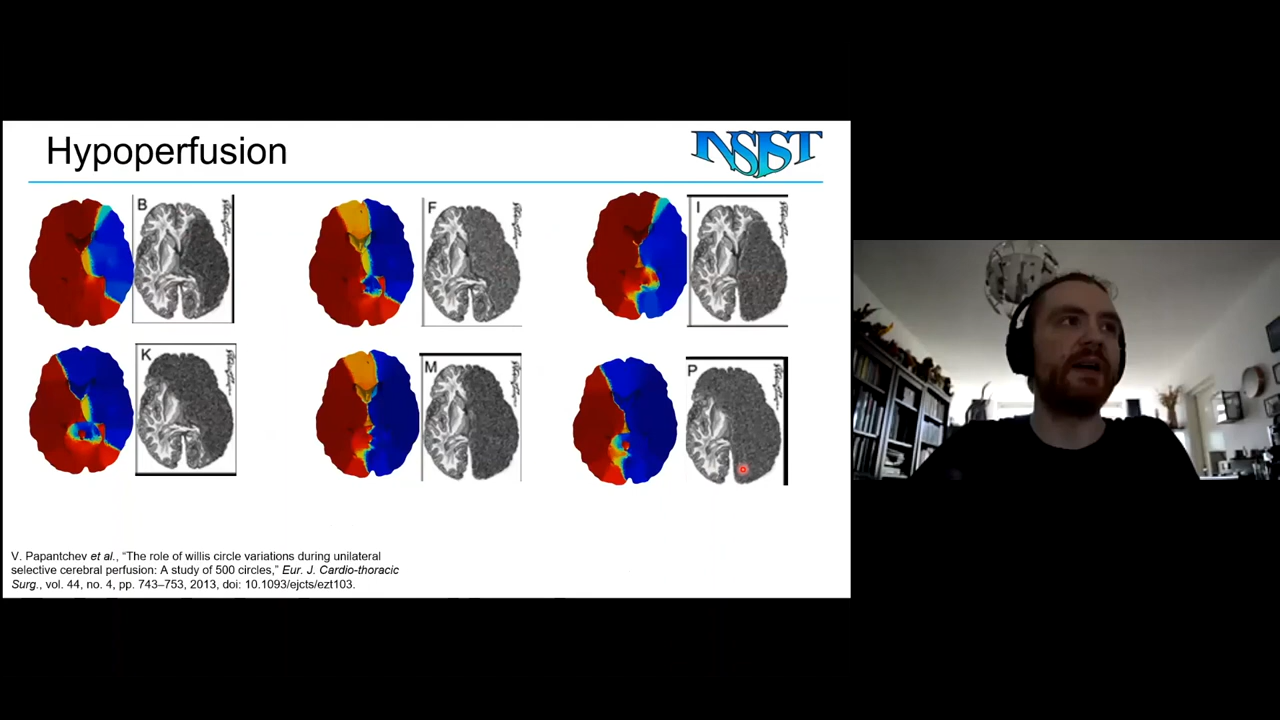 Hypoperfusion
INSIST
B
F
I
K
M
P
V. Papantchev et al., “The role of willis circle variations during unilateral
selective cerebral perfusion: A study of 500 circles,” Eur. J. Cardio-thoracic
Surg., vol. 44, no. 4, pp. 743–753, 2013, doi: 10.1093/ejcts/ezt103.